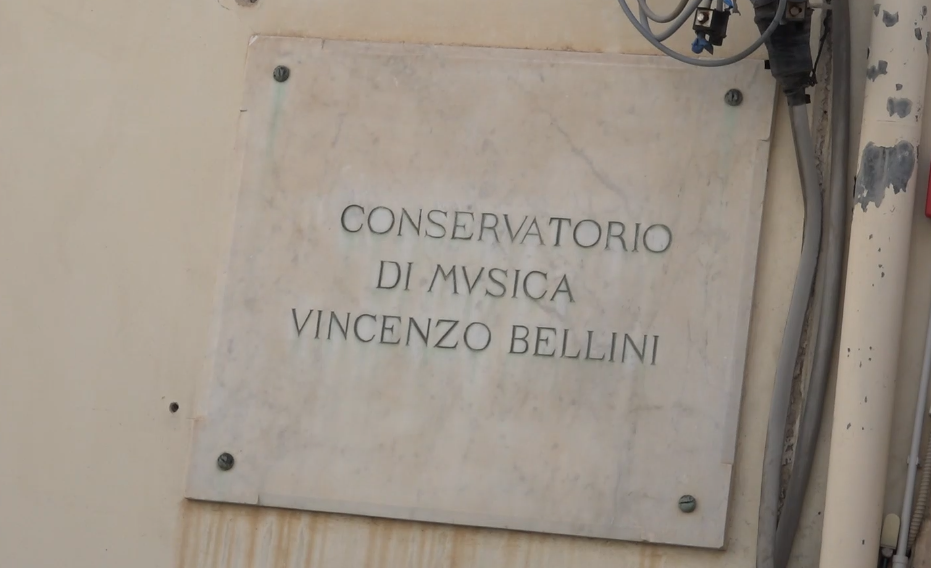 CONSERVATORIO
DI MVSICA
VINCENZO BELLINI